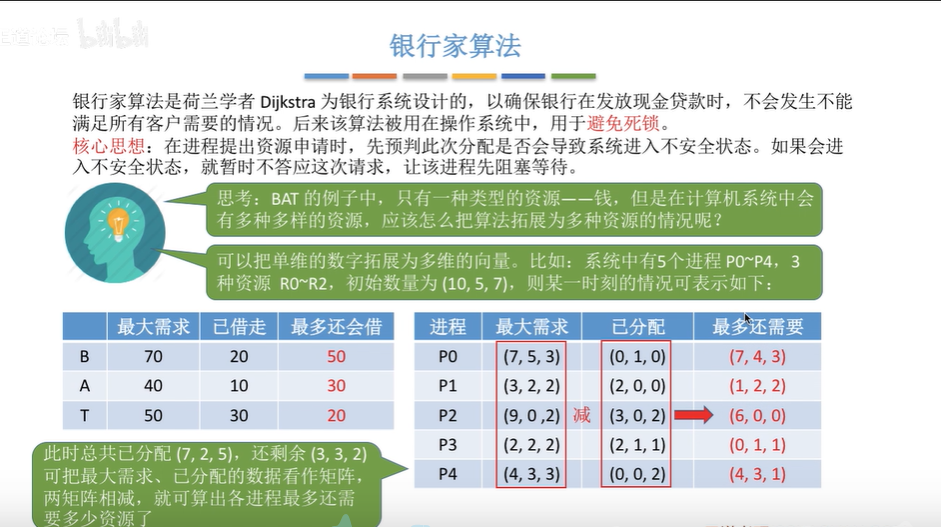 bilibili
银行家算法
银行家算法是荷兰学者 Dijkstra 为银行系统设计的，以确保银行在发放现金贷款时，不会发生不能
满足所有客户需要的情况。后来该算法被用在操作系统中，用于避免死锁。
核心思想：在进程提出资源申请时，先预判此次分配是否会导致系统进入不安全状态。如果会进
入不安全状态，就暂时不答应这次请求，让该进程先阻塞等待。
思考：BAT 的例子中，只有一种类型的资源——钱，但是在计算机系统中会
有多种多样的资源，应该怎么把算法拓展为多种资源的情况呢？
可以把单维的数字拓展为多维的向量。比如：系统中有5个进程 P0~P4，3
种资源 R0~R2，初始数量为 (10, 5, 7)，则某一时刻的情况可表示如下：
最大需求 已借走 最多还会借
B 70 20 50
A 40 10 30
T 50 30 20
进程 最大需求 已分配 最多还需要
P0 (7, 5, 3) (0, 1, 0) (7, 4, 3)
P1 (3, 2, 2) (2, 0, 0) (1, 2, 2)
P2 (9, 0 ,2) 减 (3, 0, 2) (6, 0, 0)
P3 (2, 2, 2) (2, 1, 1) (0, 1, 1)
P4 (4, 3, 3) (0, 0, 2) (4, 3, 1)
此时总共已分配 (7, 2, 5)，还剩余 (3, 3, 2)
可把最大需求、已分配的数据看作矩阵，
两矩阵相减，就可算出各进程最多还需
要多少资源了